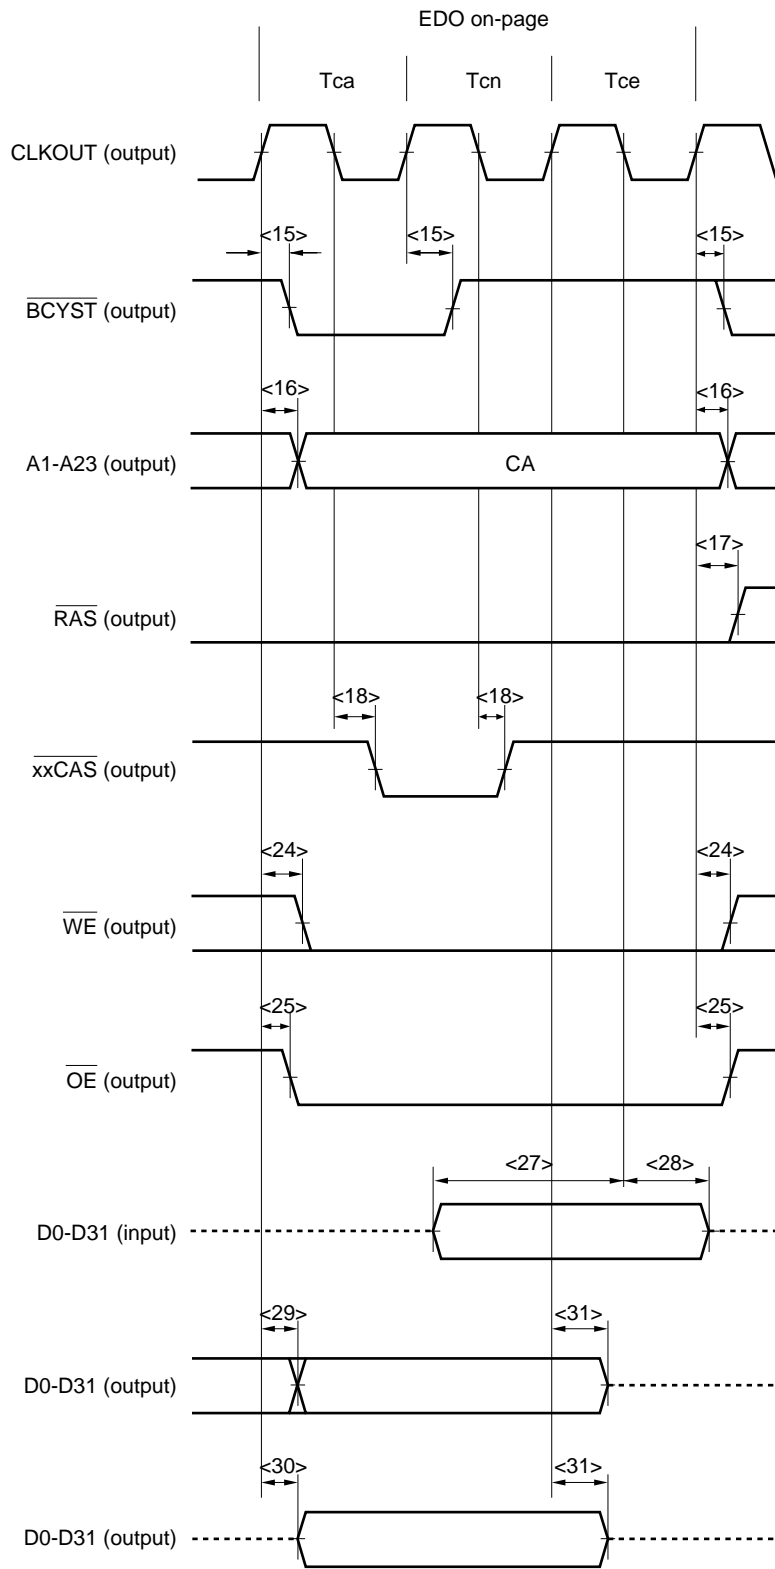 EDO on-page
Tca Tcn Tce
CLKOUT (output)
<15> <15> <15>
BCYST (output)
<16> <16>
A1-A23 (output) CA
<17>
RAS (output)
<18> <18>
xxCAS (output)
<24> <24>
WE (output)
<25> <25>
OE (output)
<27> <28>
D0-D31 (input)
<29> <31>
D0-D31 (output)
<30> <31>
D0-D31 (output)